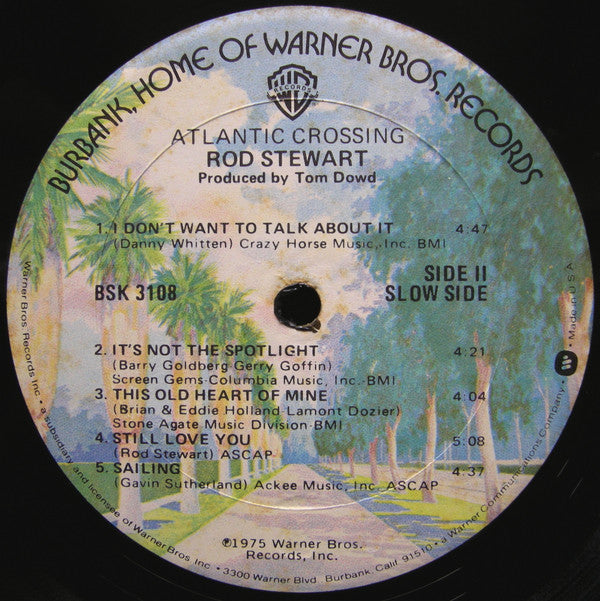 BURBANK, HOME OF WARNER BROS. RECORDS
RECORDS
ATLANTIC CROSSING
ROD STEWART
Produced by Tom Dowd
1. I DON'T WANT TO TALK ABOUT IT 4:47
(Danny Whitten) Crazy Horse Music, Inc. BMI
BSK 3108
SIDE II
SLOW SIDE
2. IT'S NOT THE SPOTLIGHT 4:21
(Barry Goldberg-Gerry Goffin)
Screen Gems-Columbia Music, Inc.-BMI
3. THIS OLD HEART OF MINE 4:04
(Brian & Eddie Holland-Lamont Dozier)
Stone Agate Music Division-BMI
4. STILL LOVE YOU 5:08
(Rod Stewart) ASCAP
5. SAILING 4:37
(Gavin Sutherland) Ackee Music, Inc. ASCAP
℗1975 Warner Bros.
Records, Inc.
Warner Bros. Records Inc. • a subsidiary and licensee of Warner Bros. Inc. • 3300 Warner Blvd., Burbank, Calif. 91510 • a Warner Communications Company • Made in U.S.A.